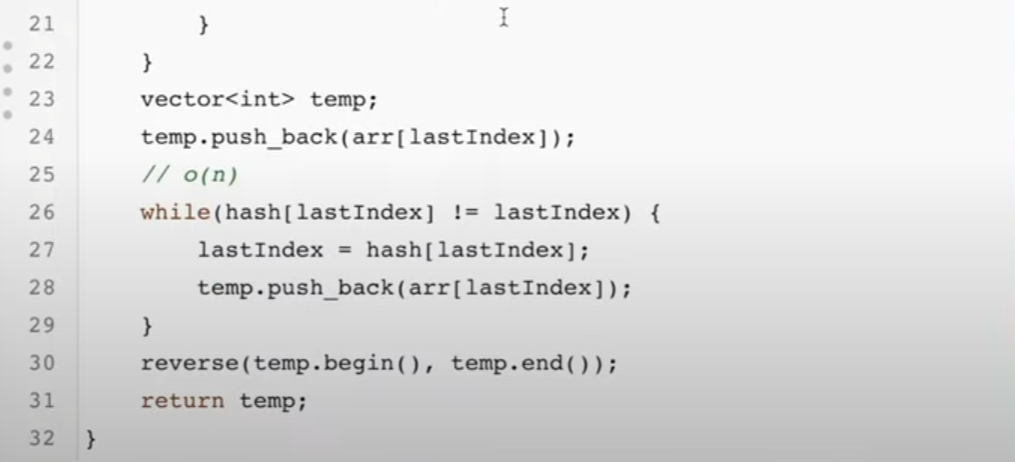 21 }
22 }
23 vector<int> temp;
24 temp.push_back(arr[lastIndex]);
25 // o(n)
26 while(hash[lastIndex] != lastIndex) {
27 lastIndex = hash[lastIndex];
28 temp.push_back(arr[lastIndex]);
29 }
30 reverse(temp.begin(), temp.end());
31 return temp;
32 }